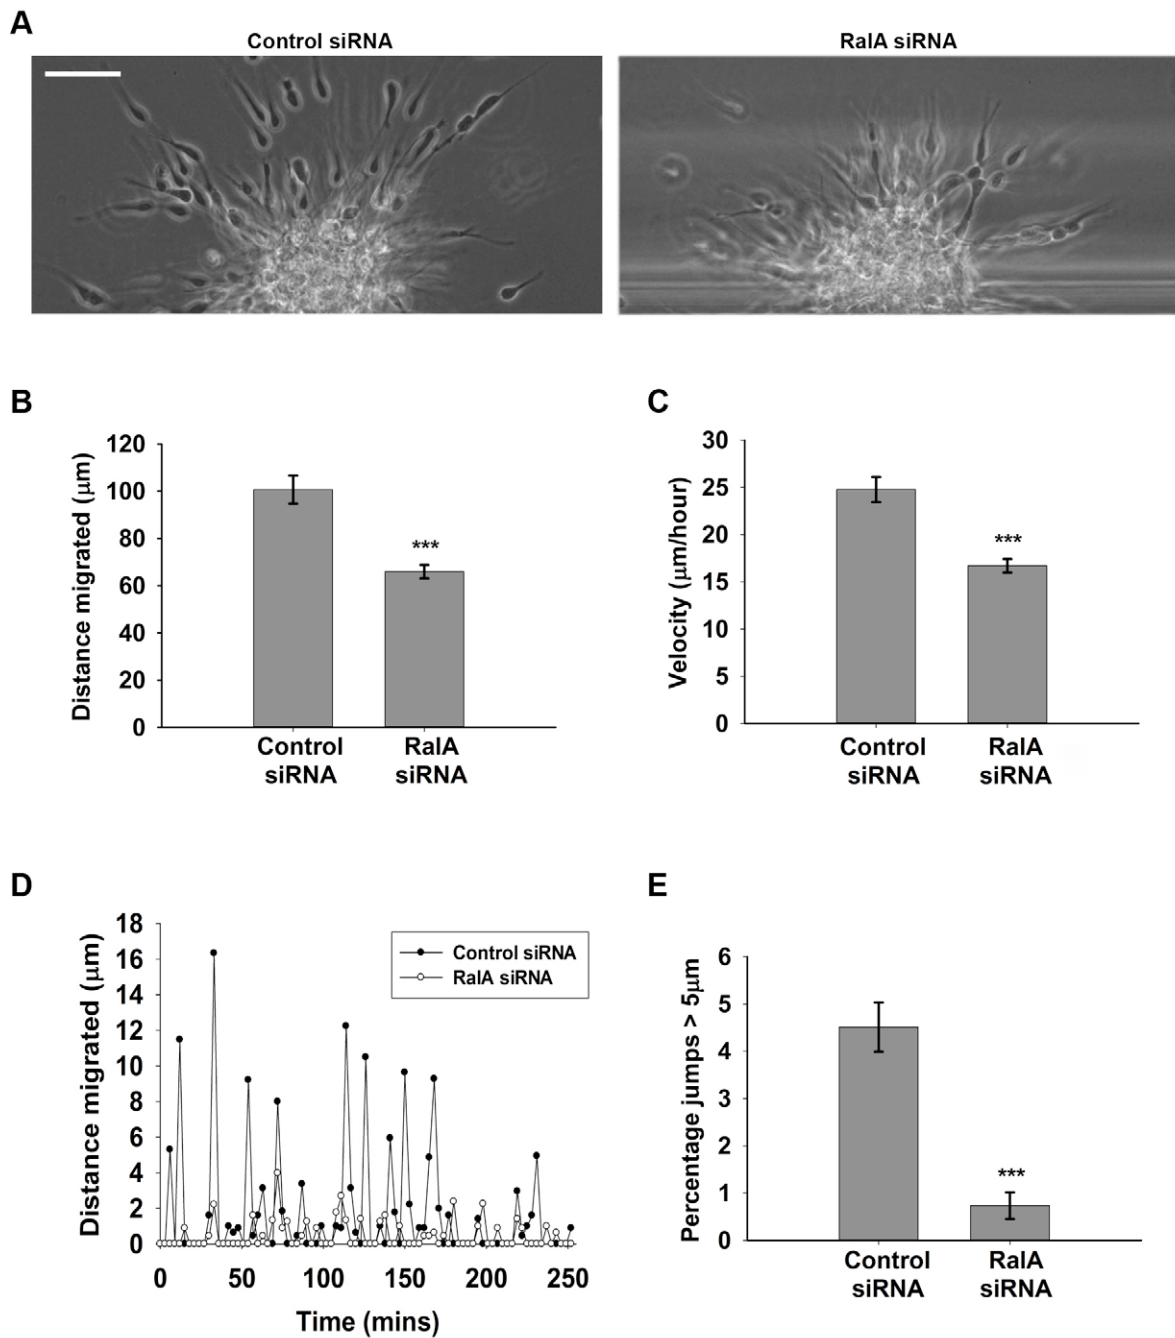 A
Control siRNA
RalA siRNA
B
Distance migrated (μm)
120
100
80
60
40
20
0
***
Control
siRNA
RalA
siRNA
C
Velocity (μm/hour)
30
25
20
15
10
5
0
***
Control
siRNA
RalA
siRNA
D
Distance migrated (μm)
18
16
14
12
10
8
6
4
2
0
Control siRNA
RalA siRNA
0 50 100 150 200 250
Time (mins)
E
Percentage jumps > 5μm
6
5
4
3
2
1
0
***
Control
siRNA
RalA
siRNA